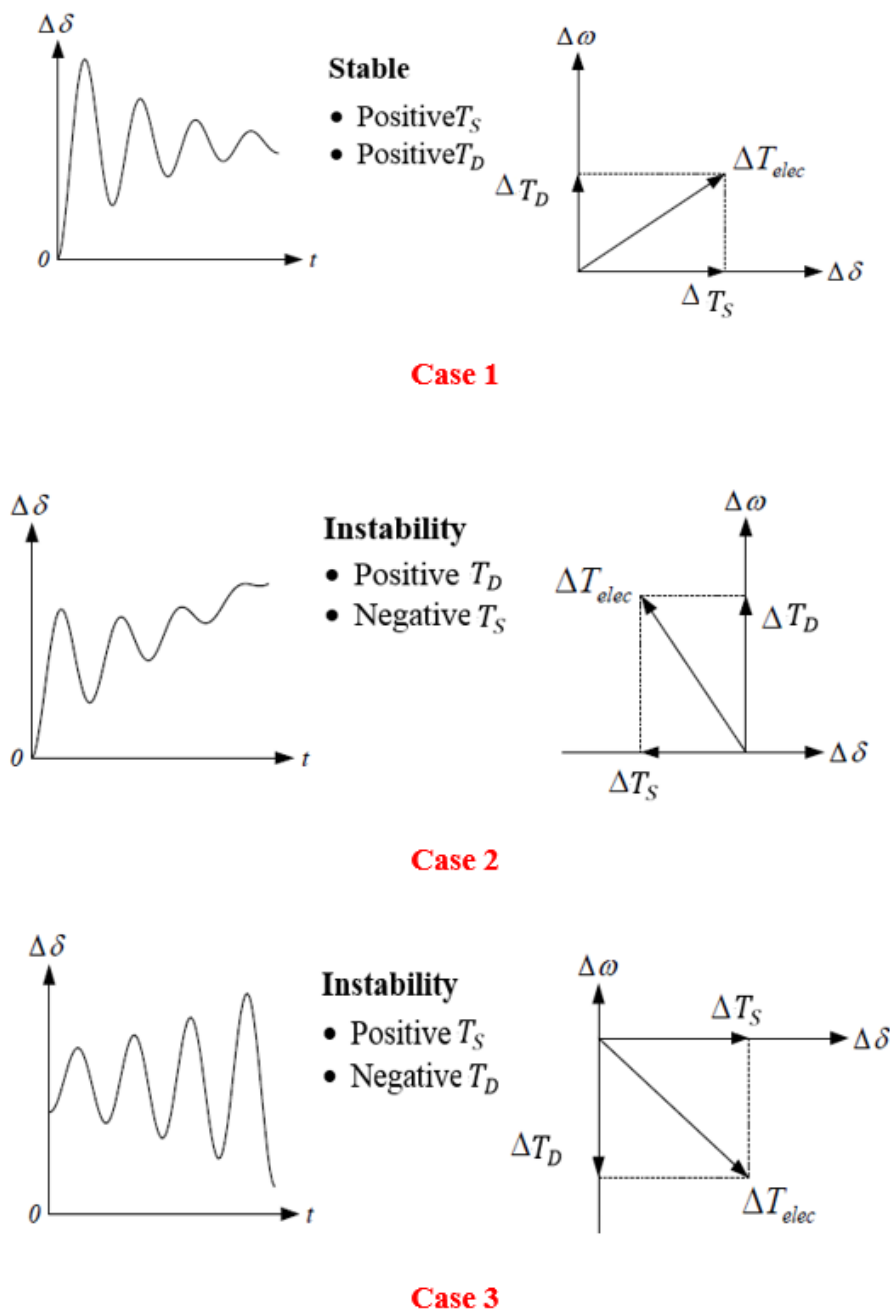 Δδ
0
t
Stable
• PositiveT_S
• PositiveT_D
Δω
ΔT_elec
Δ T_D
Δ T_S
Δδ
Case 1
Δδ
0
t
Instability
• Positive T_D
• Negative T_S
Δω
ΔT_elec
ΔT_D
Δδ
ΔT_S
Case 2
Δδ
0
t
Instability
• Positive T_S
• Negative T_D
Δω
ΔT_S
Δδ
ΔT_D
ΔT_elec
Case 3